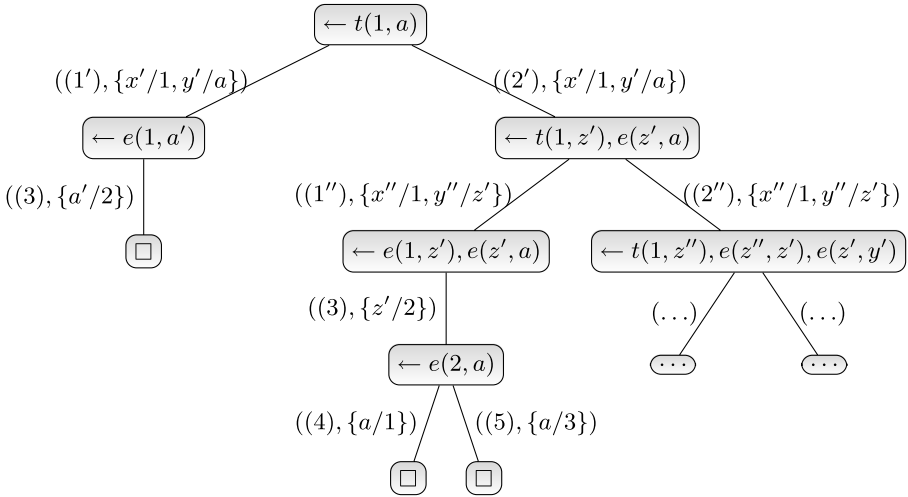 ← t(1, a)
((1′), {x′/1, y′/a}) ((2′), {x′/1, y′/a})
← e(1, a′) ← t(1, z′), e(z′, a)
((3), {a′/2}) ((1″), {x″/1, y″/z′}) ((2″), {x″/1, y″/z′})
□ ← e(1, z′), e(z′, a) ← t(1, z″), e(z″, z′), e(z′, y′)
((3), {z′/2}) (...) (...)
← e(2, a) ... ...
((4), {a/1}) ((5), {a/3})
□ □